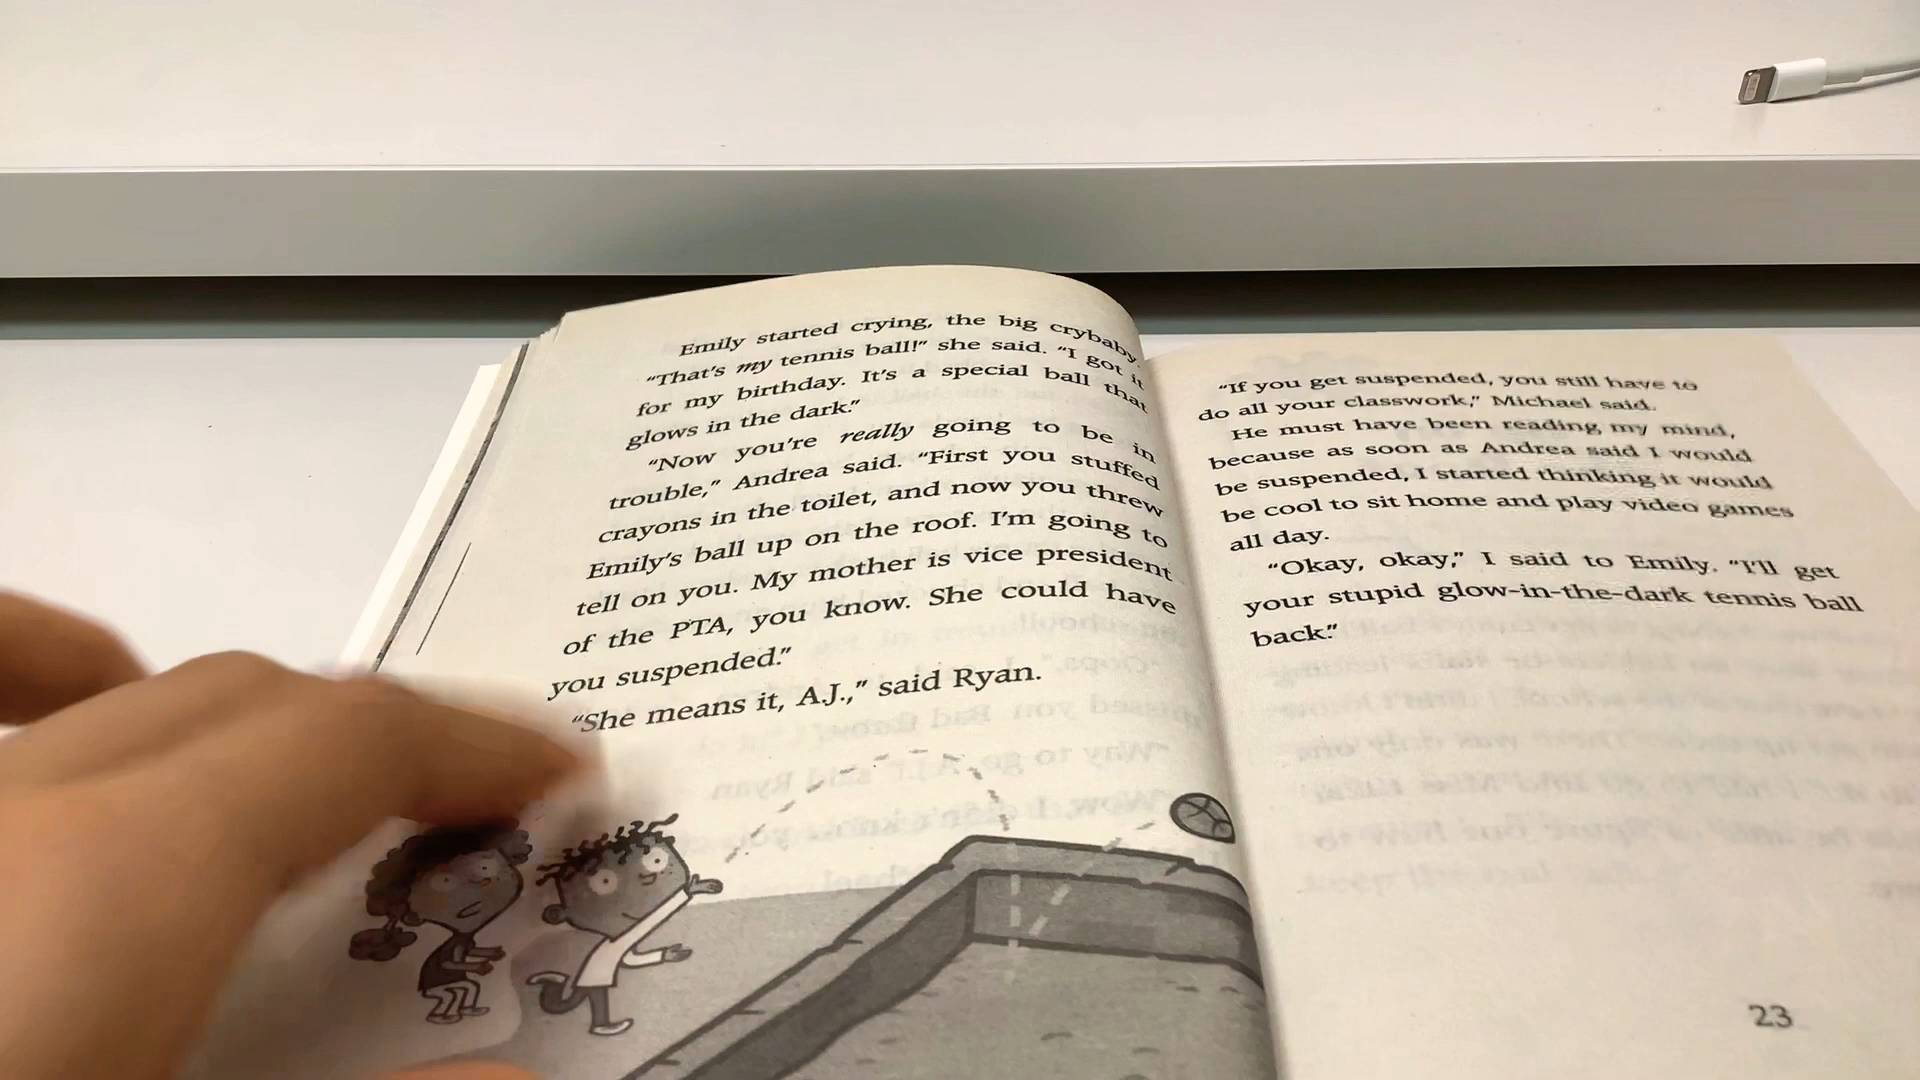 Emily started crying, the big crybaby.
“That’s my tennis ball!” she said. “I got it
for my birthday. It’s a special ball that
glows in the dark.”
“Now you’re really going to be in
trouble,” Andrea said. “First you stuffed
crayons in the toilet, and now you threw
Emily’s ball up on the roof. I’m going to
tell on you. My mother is vice president
of the PTA, you know. She could have
you suspended.”
“She means it, A.J.,” said Ryan.
“If you get suspended, you still have to
do all your classwork,” Michael said.
He must have been reading my mind,
because as soon as Andrea said I would
be suspended, I started thinking it would
be cool to sit home and play video games
all day.
“Okay, okay,” I said to Emily. “I’ll get
your stupid glow-in-the-dark tennis ball
back.”
23